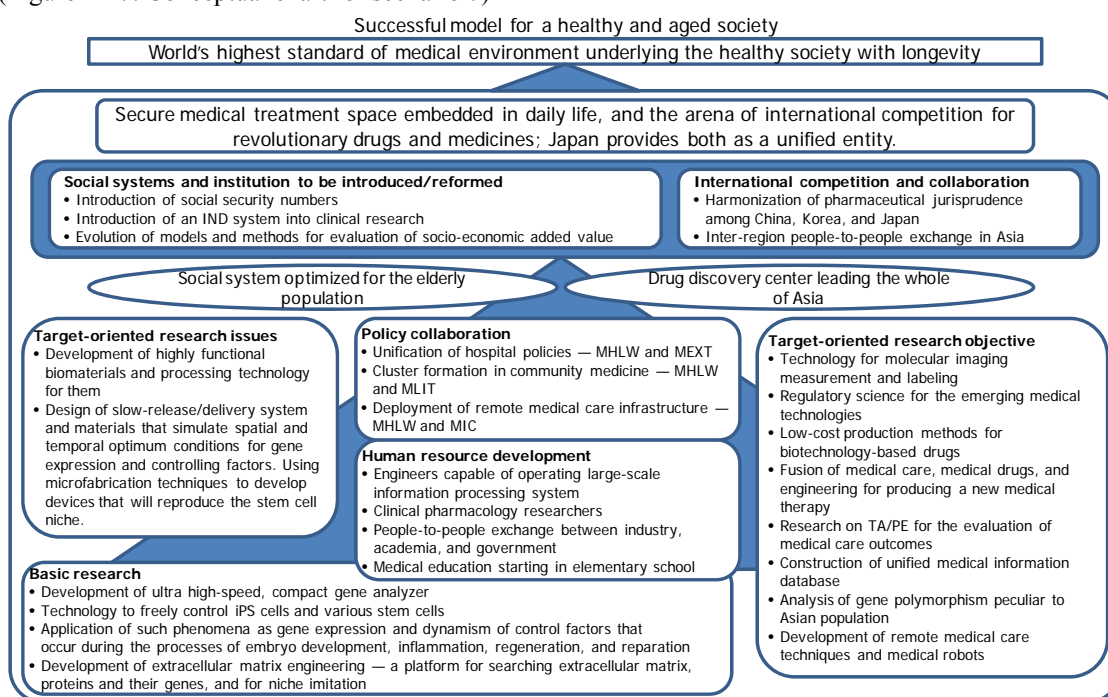 Successful model for a healthy and aged society
World's highest standard of medical environment underlying the healthy society with longevity
Secure medical treatment space embedded in daily life, and the arena of international competition for
revolutionary drugs and medicines; Japan provides both as a unified entity.
Social systems and institution to be introduced/reformed
• Introduction of social security numbers
• Introduction of an IND system into clinical research
• Evolution of models and methods for evaluation of socio-economic added value
International competition and collaboration
• Harmonization of pharmaceutical jurisprudence
among China, Korea, and Japan
• Inter-region people-to-people exchange in Asia
Social system optimized for the elderly
population
Drug discovery center leading the whole
of Asia
Target-oriented research issues
• Development of highly functional
biomaterials and processing technology
for them
• Design of slow-release/delivery system
and materials that simulate spatial and
temporal optimum conditions for gene
expression and controlling factors. Using
microfabrication techniques to develop
devices that will reproduce the stem cell
niche.
Policy collaboration
• Unification of hospital policies — MHLW and MEXT
• Cluster formation in community medicine — MHLW
and MLIT
• Deployment of remote medical care infrastructure —
MHLW and MIC
Human resource development
• Engineers capable of operating large-scale
information processing system
• Clinical pharmacology researchers
• People-to-people exchange between industry,
academia, and government
• Medical education starting in elementary school
Target-oriented research objective
• Technology for molecular imaging
measurement and labeling
• Regulatory science for the emerging medical
technologies
• Low-cost production methods for
biotechnology-based drugs
• Fusion of medical care, medical drugs, and
engineering for producing a new medical
therapy
• Research on TA/PE for the evaluation of
medical care outcomes
• Construction of unified medical information
database
• Analysis of gene polymorphism peculiar to
Asian population
• Development of remote medical care
techniques and medical robots
Basic research
• Development of ultra high-speed, compact gene analyzer
• Technology to freely control iPS cells and various stem cells
• Application of such phenomena as gene expression and dynamism of control factors that
occur during the processes of embryo development, inflammation, regeneration, and reparation
• Development of extracellular matrix engineering — a platform for searching extracellular matrix,
proteins and their genes, and for niche imitation